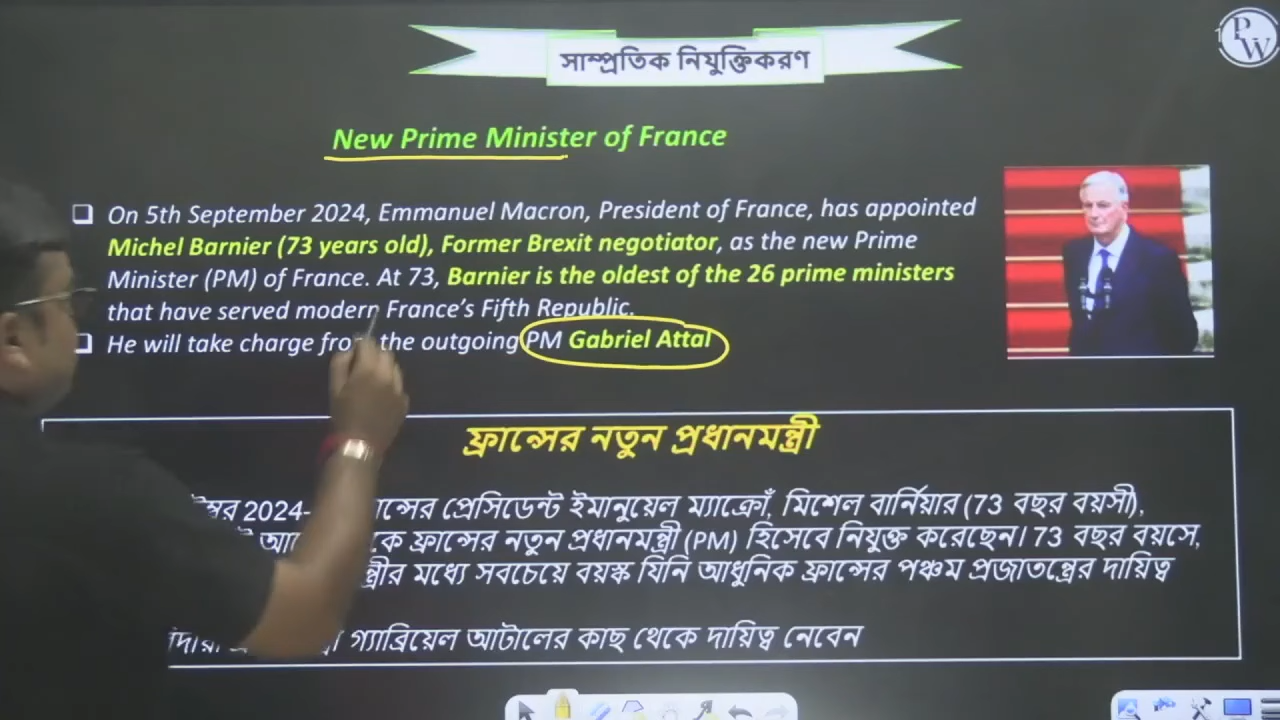 সাম্প্রতিক নিযুক্তিকরণ
PW
New Prime Minister of France
On 5th September 2024, Emmanuel Macron, President of France, has appointed
Michel Barnier (73 years old), Former Brexit negotiator, as the new Prime
Minister (PM) of France. At 73, Barnier is the oldest of the 26 prime ministers
that have served modern France's Fifth Republic.
He will take charge from the outgoing PM Gabriel Attal
ফ্রান্সের নতুন প্রধানমন্ত্রী
2024- প্রেসিডেন্ট ইমানুয়েল ম্যাক্রোঁ, মিশেল বার্নিয়ার (73 বছর বয়সী),
কে ফ্রান্সের নতুন প্রধানমন্ত্রী (PM) হিসেবে নিযুক্ত করেছেন। 73 বছর বয়সে,
মধ্যে সবচেয়ে বয়স্ক যিনি আধুনিক ফ্রান্সের পঞ্চম প্রজাতন্ত্রের দায়িত্ব
গ্যাব্রিয়েল আটালের কাছ থেকে দায়িত্ব নেবেন